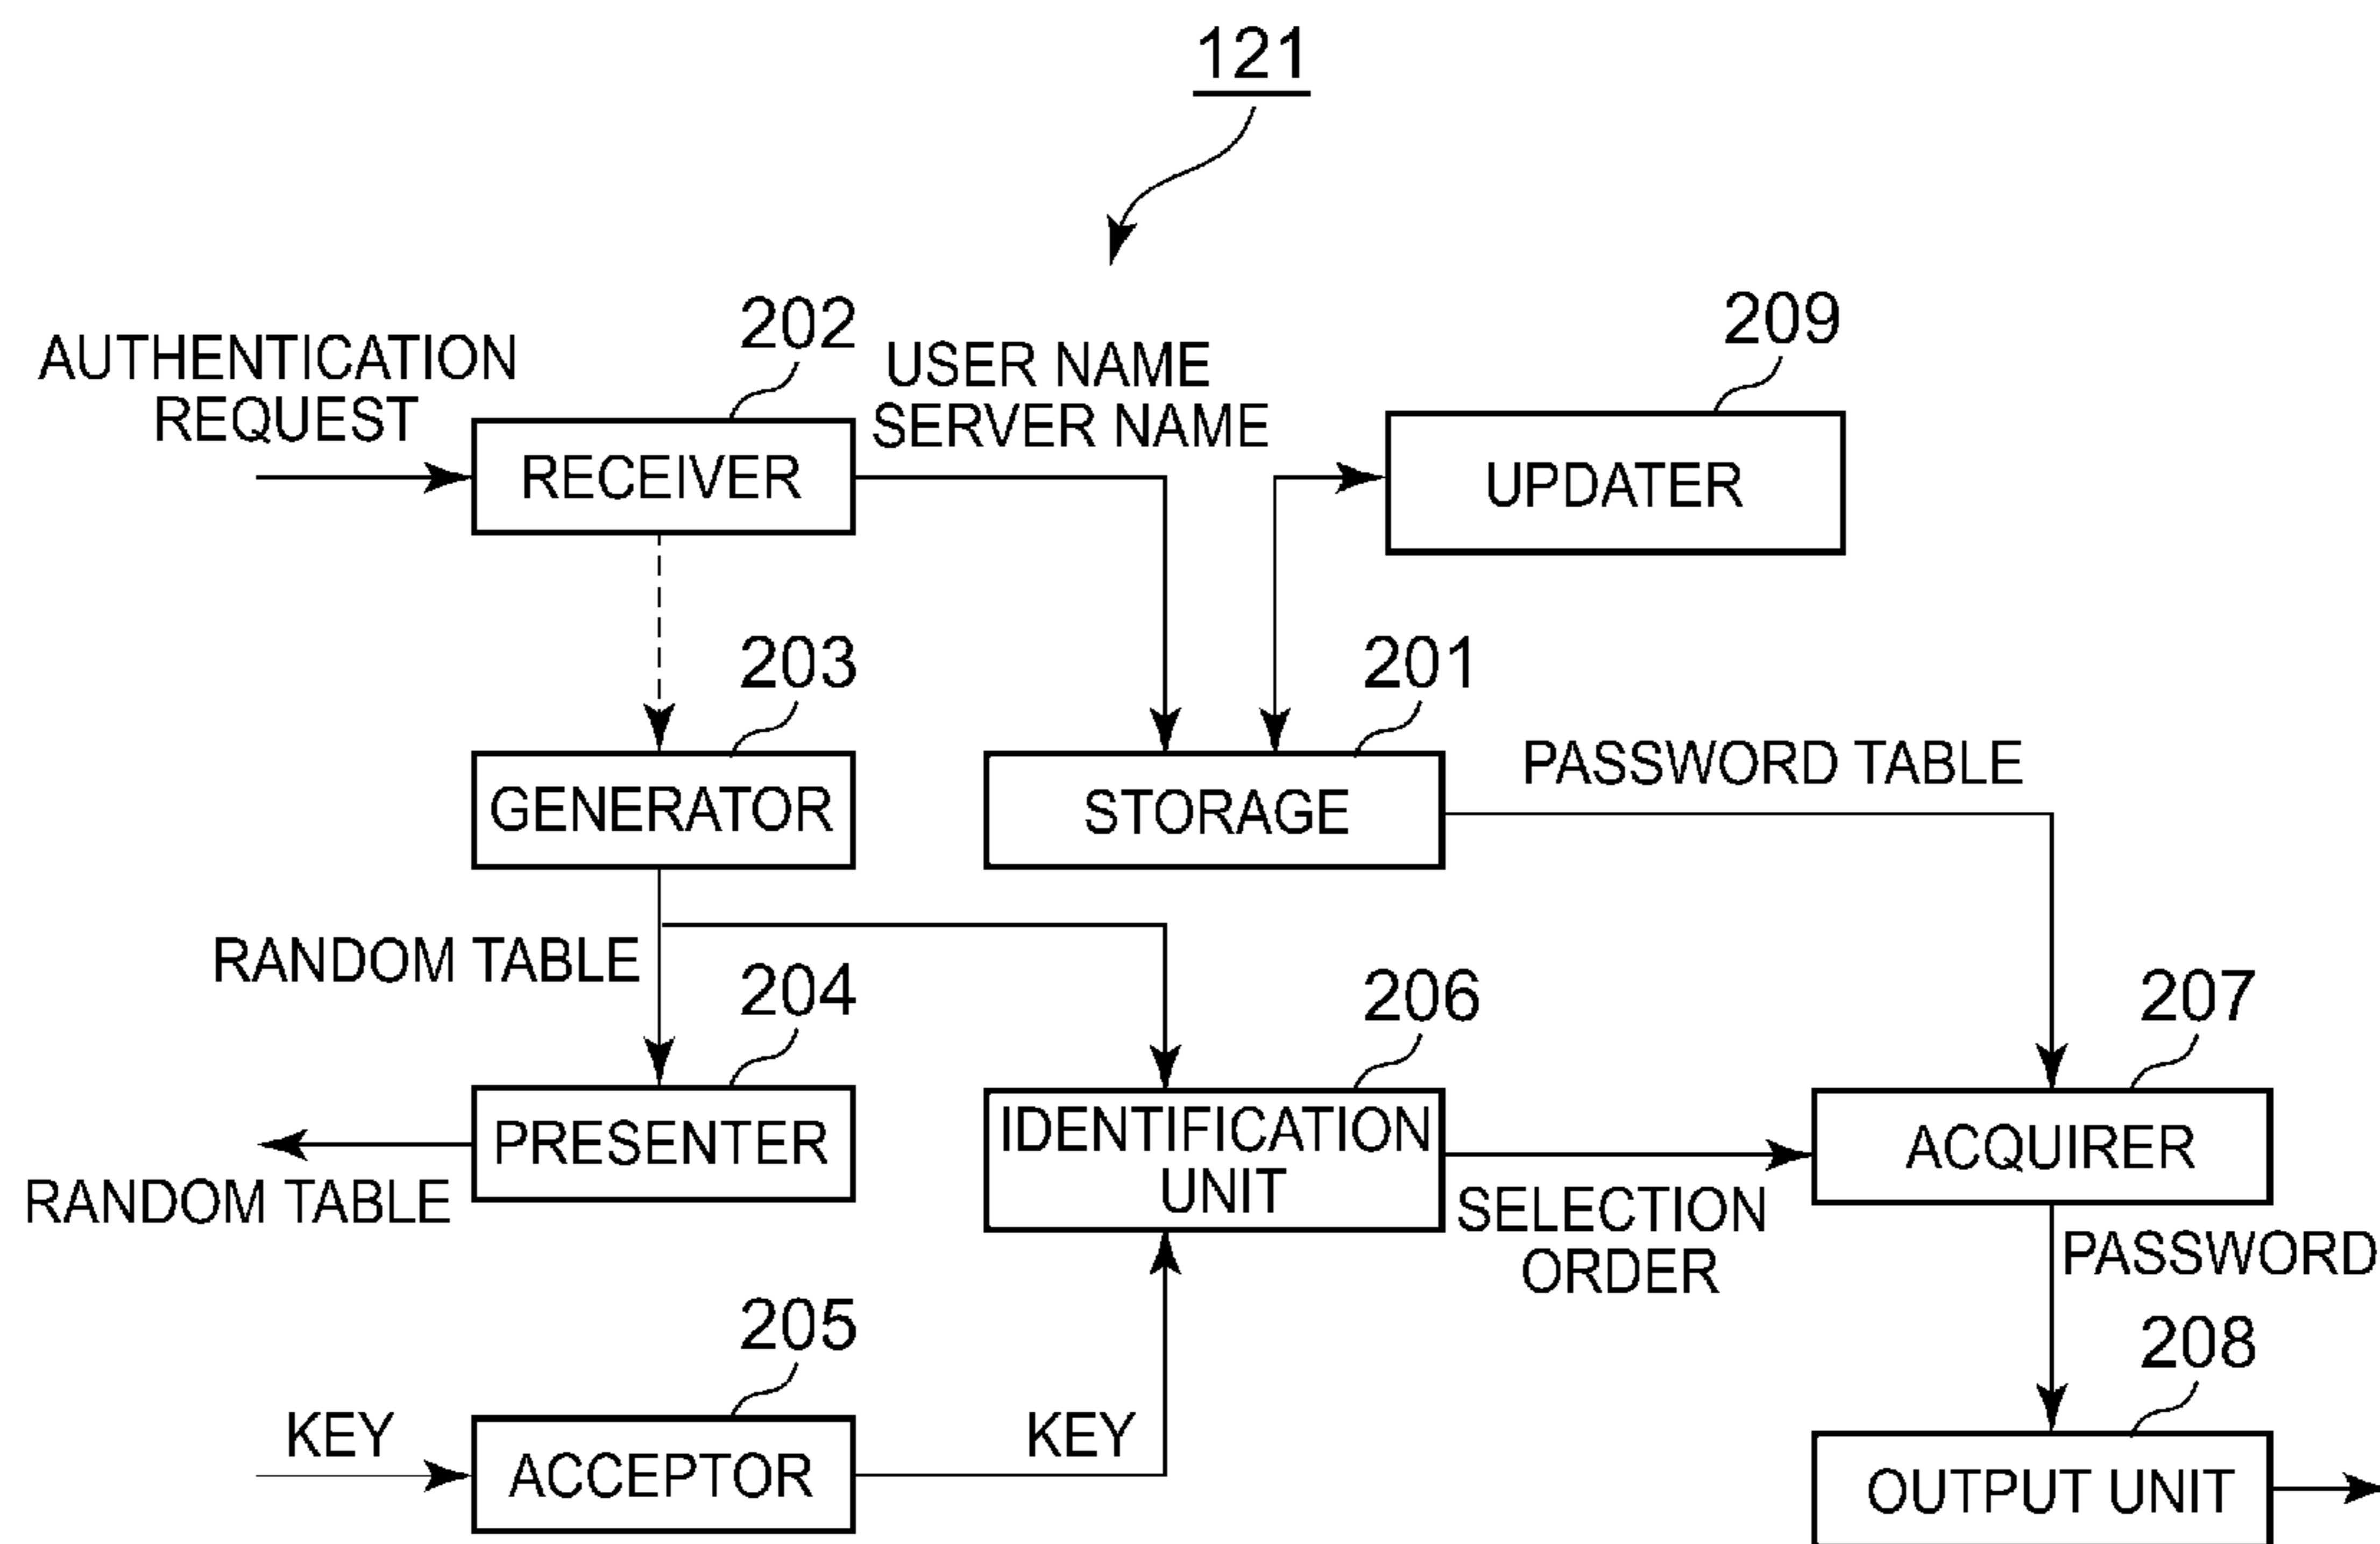 121
202
209
AUTHENTICATION
REQUEST
USER NAME
SERVER NAME
RECEIVER
UPDATER
203
201
GENERATOR
STORAGE
PASSWORD TABLE
RANDOM TABLE
204
206
207
PRESENTER
IDENTIFICATION
UNIT
ACQUIRER
RANDOM TABLE
SELECTION
ORDER
PASSWORD
205
208
KEY
ACCEPTOR
KEY
OUTPUT UNIT